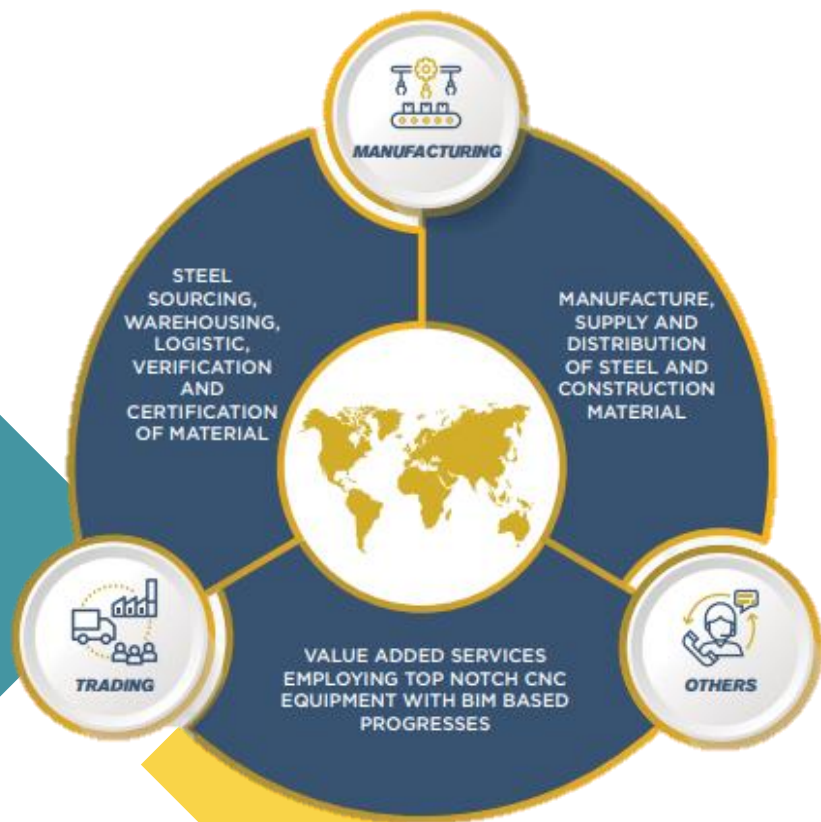 MANUFACTURING
STEEL
SOURCING,
WAREHOUSING,
LOGISTIC,
VERIFICATION
AND
CERTIFICATION
OF MATERIAL
MANUFACTURE,
SUPPLY AND
DISTRIBUTION
OF STEEL AND
CONSTRUCTION
MATERIAL
TRADING
VALUE ADDED SERVICES
EMPLOYING TOP NOTCH CNC
EQUIPMENT WITH BIM BASED
PROGRESSES
OTHERS